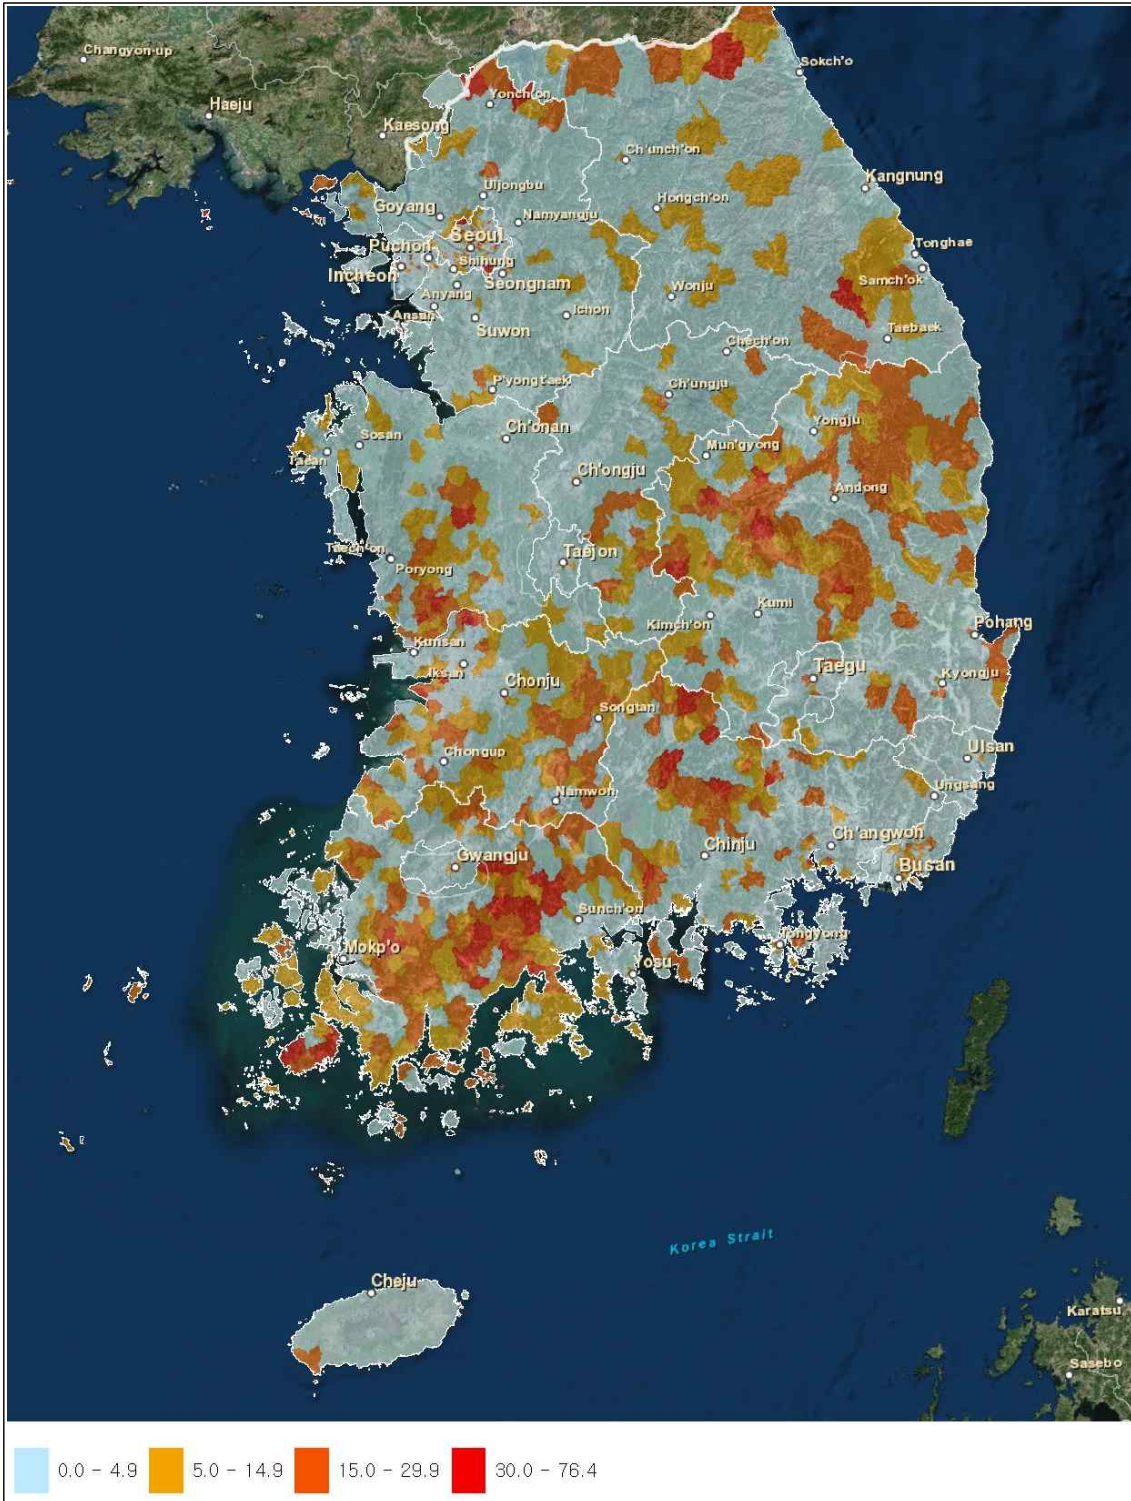 Changyon-up
Sokch'o
Haeju
Yonch'on
Kaesong
Ch'unch'on
Kangnung
Uijongbu
Hongch'on
Goyang
Namyangju
Seoul
Tonghae
Puchon
Shihung
Incheon
Seongnam
Samch'ok
Wonju
Anyang
Ansan
Ichon
Suwon
Taebaek
Chech'on
P'yongt'aek
Ch'ungju
Yongju
Ch'onan
Sosan
Mun'gyong
Taean
Ch'ongju
Andong
Taech'on
Taejon
Poryong
Kumi
Kimch'on
Pohang
Kunsan
Iksan
Taegu
Kyongju
Chonju
Songtan
Ulsan
Chongup
Ungsang
Namwon
Ch'angwon
Chinju
Gwangju
Busan
Sunch'on
Tongyong
Mokp'o
Yosu
Korea Strait
Cheju
Karatsu
Sasebo
0.0 - 4.9 5.0 - 14.9 15.0 - 29.9 30.0 - 76.4